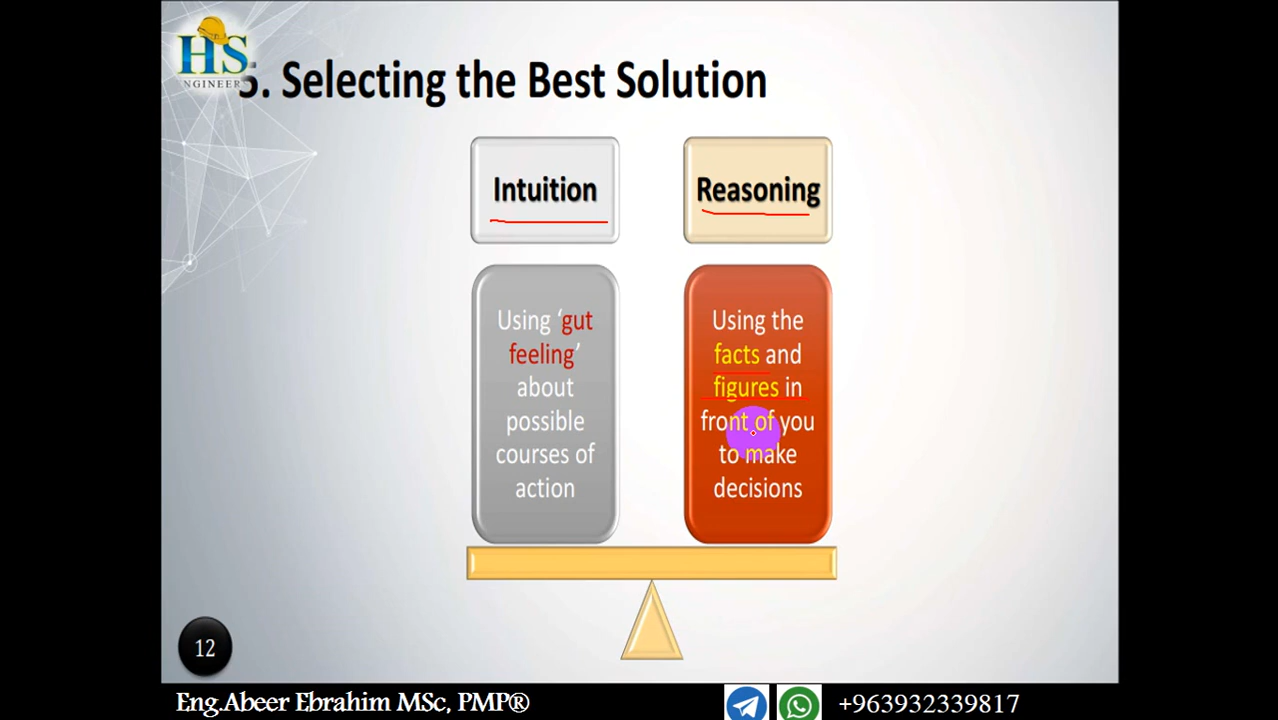 HS
ENGINEER
5. Selecting the Best Solution
Intuition
Reasoning
Using ‘gut
feeling’
about
possible
courses of
action
Using the
facts and
figures in
front of you
to make
decisions
12
Eng.Abeer Ebrahim MSc, PMP®
+963932339817